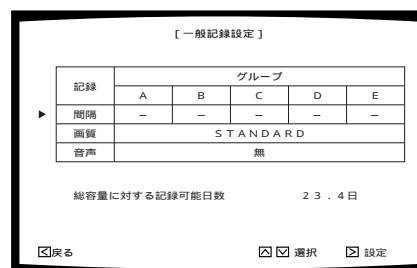 [一般記録設定]
記録 グループ
A B C D E
▶ 間隔 – – – – –
画質 STANDARD
音声 無
総容量に対する記録可能日数 23.4日
戻る 選択 設定